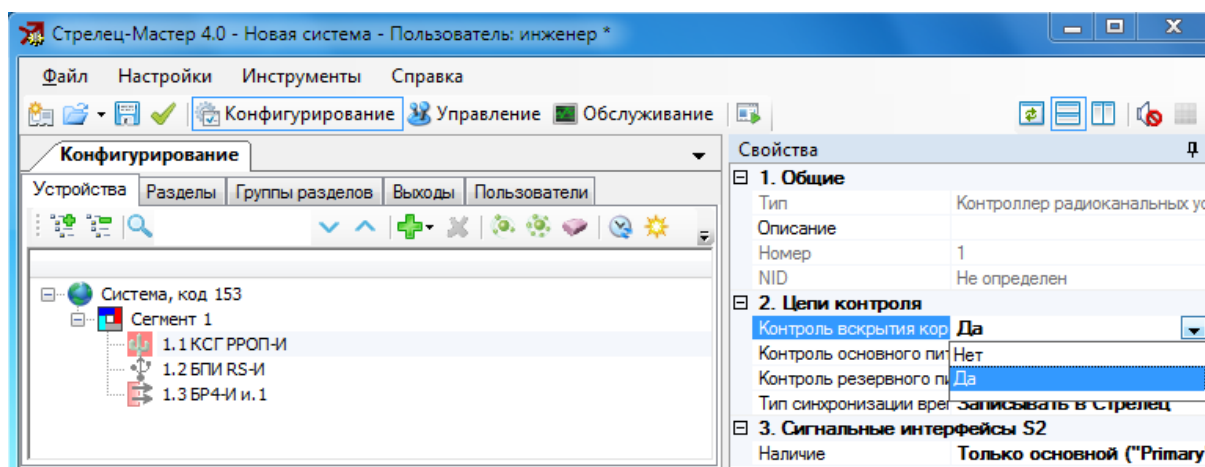 Стрелец-Мастер 4.0 - Новая система - Пользователь: инженер *
Файл Настройки Инструменты Справка
Конфигурирование Управление Обслуживание
Конфигурирование
Устройства Разделы Группы разделов Выходы Пользователи
Система, код 153
Сегмент 1
1.1 КСГ РРОП-И
1.2 БПИ RS-И
1.3 БР4-И и.1
Свойства
1. Общие
Тип Контроллер радиоканальных ус
Описание
Номер 1
NID Не определен
2. Цепи контроля
Контроль вскрытия кор Да
Контроль основного пит Нет
Контроль резервного пи Да
Тип синхронизации врег Записывать в Стрелец
3. Сигнальные интерфейсы S2
Наличие Только основной ("Primary"